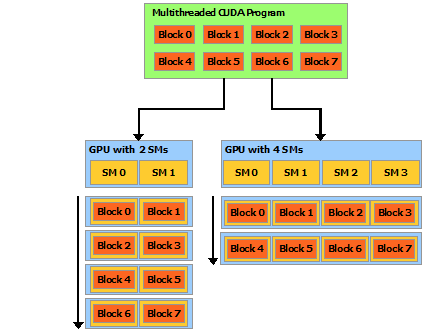 Multithreaded CUDA Program
Block 0 Block 1 Block 2 Block 3
Block 4 Block 5 Block 6 Block 7
GPU with 2 SMs
SM 0 SM 1
Block 0 Block 1
Block 2 Block 3
Block 4 Block 5
Block 6 Block 7
GPU with 4 SMs
SM 0 SM 1 SM 2 SM 3
Block 0 Block 1 Block 2 Block 3
Block 4 Block 5 Block 6 Block 7